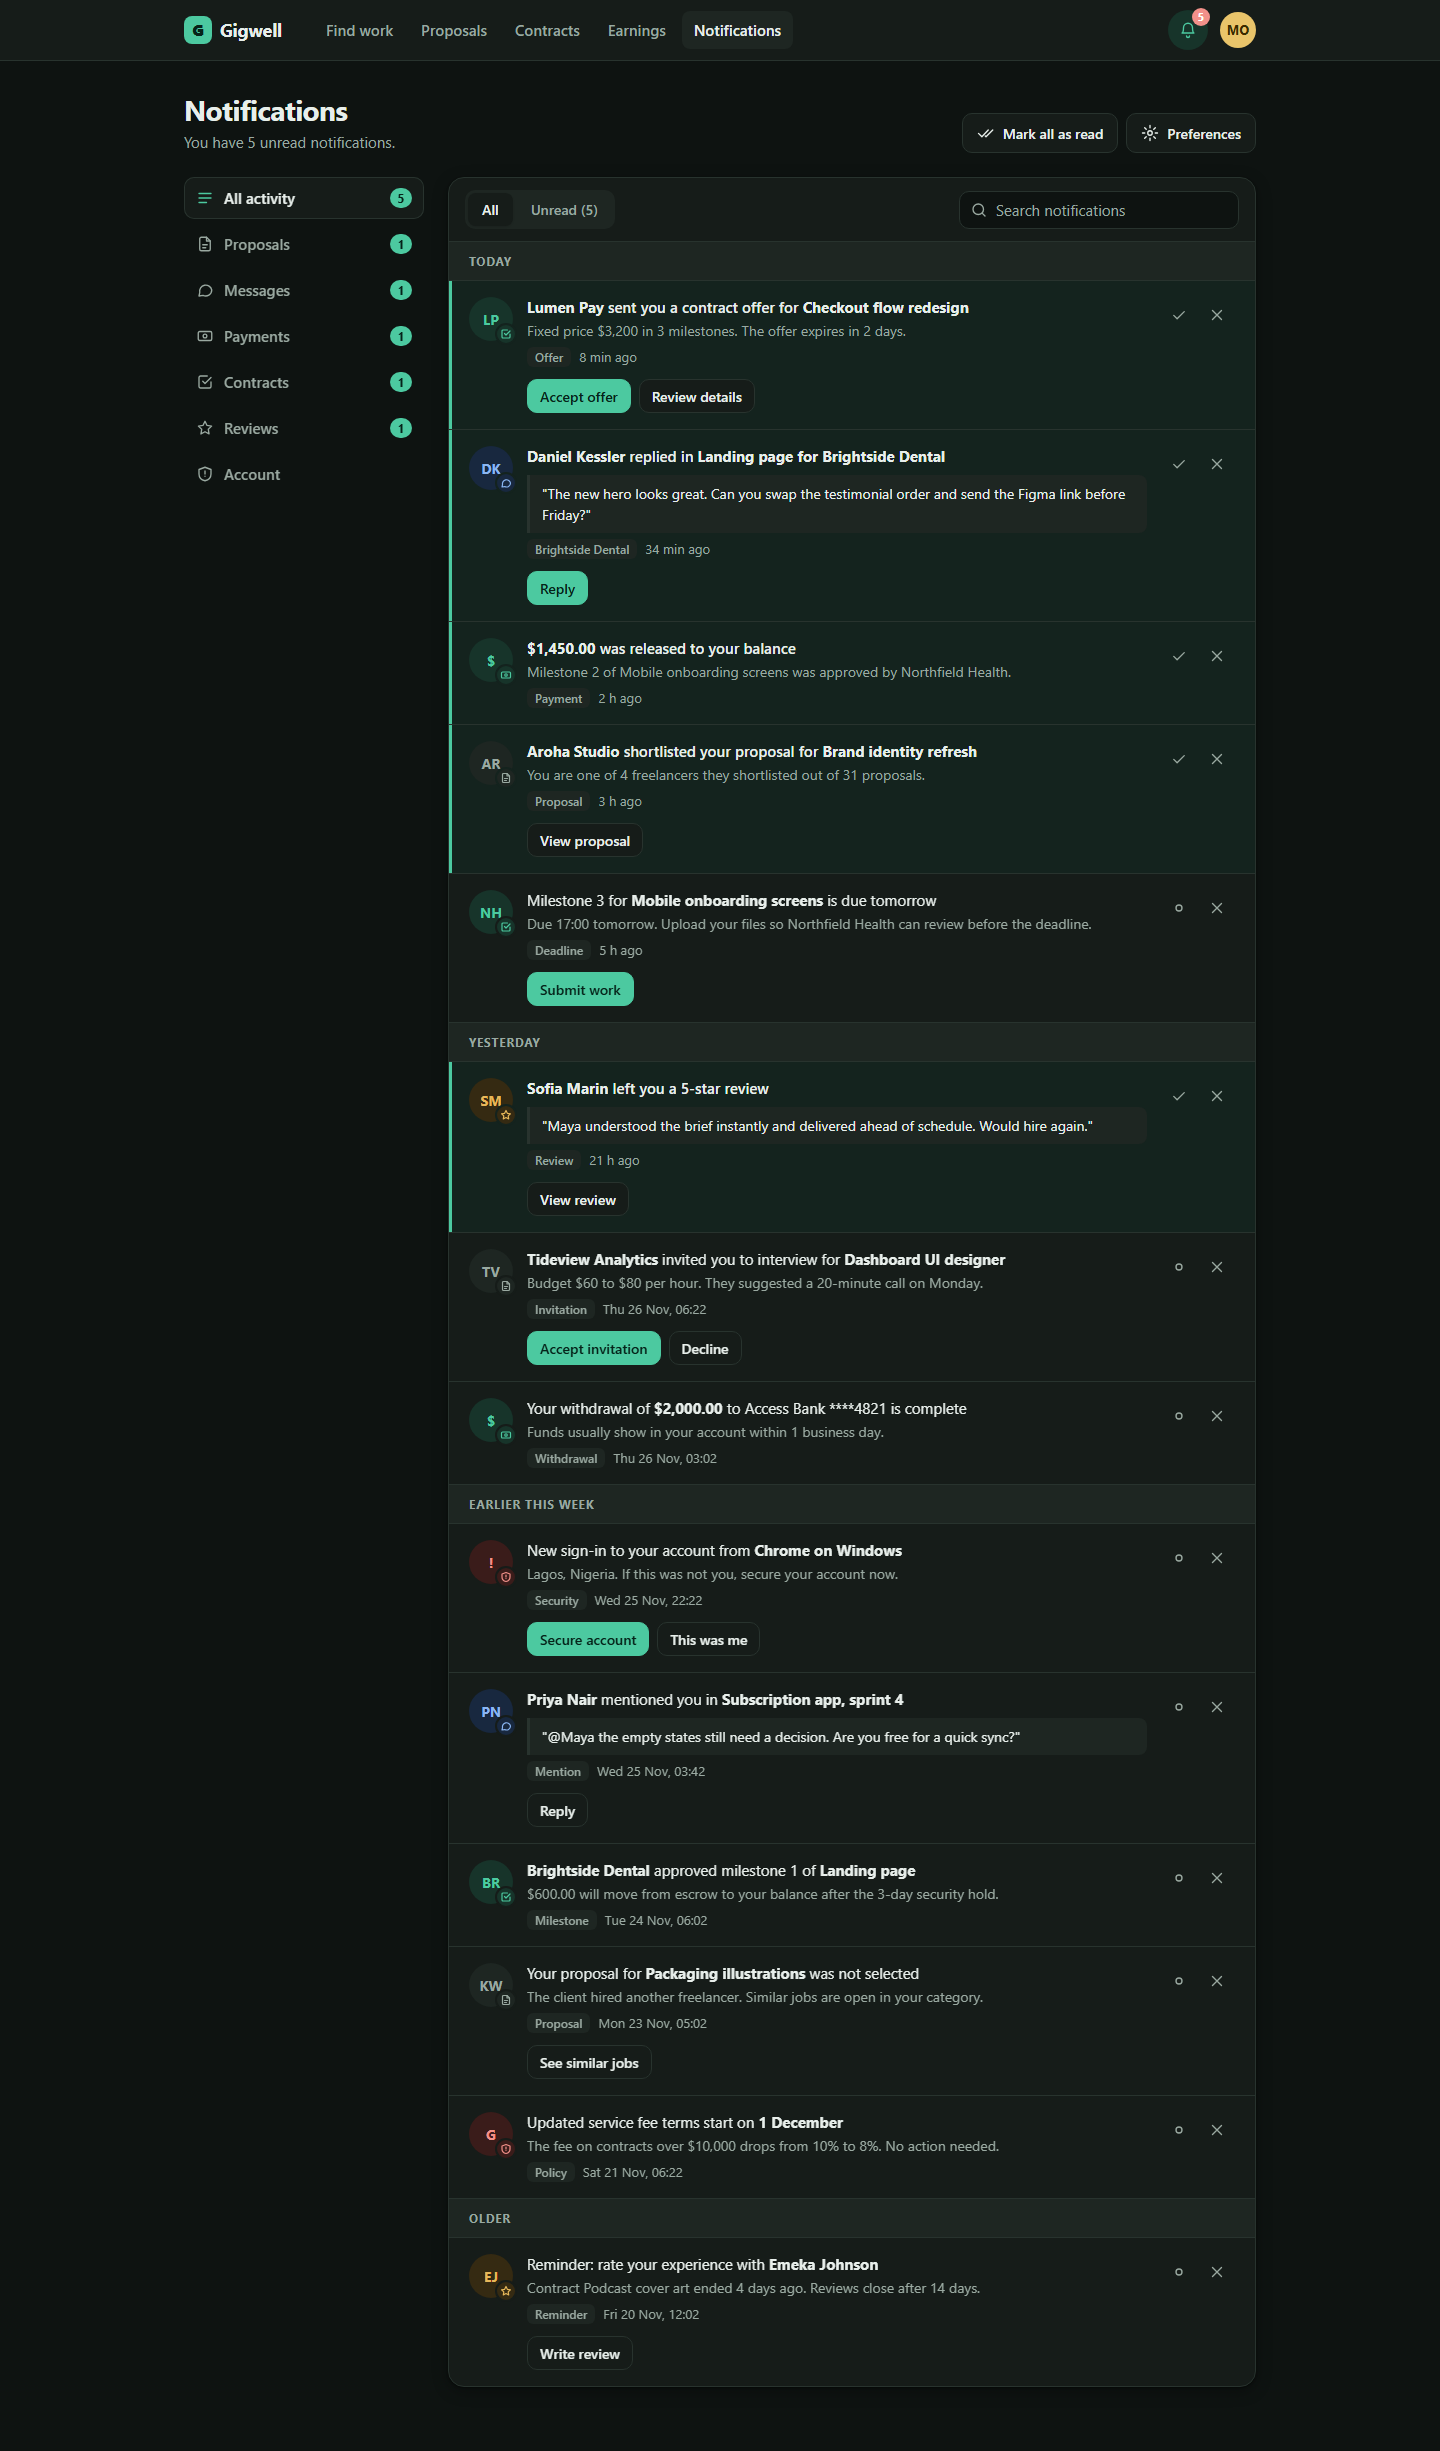 G Gigwell
Find work
Proposals
Contracts
Earnings
Notifications
5
MO
Notifications
You have 5 unread notifications.
Mark all as read
Preferences
All activity 5
Proposals 1
Messages 1
Payments 1
Contracts 1
Reviews 1
Account
All
Unread (5)
Search notifications
TODAY
LP
Lumen Pay sent you a contract offer for Checkout flow redesign
Fixed price $3,200 in 3 milestones. The offer expires in 2 days.
Offer 8 min ago
Accept offer Review details
DK
Daniel Kessler replied in Landing page for Brightside Dental
"The new hero looks great. Can you swap the testimonial order and send the Figma link before
Friday?"
Brightside Dental 34 min ago
Reply
$
$1,450.00 was released to your balance
Milestone 2 of Mobile onboarding screens was approved by Northfield Health.
Payment 2 h ago
AR
Aroha Studio shortlisted your proposal for Brand identity refresh
You are one of 4 freelancers they shortlisted out of 31 proposals.
Proposal 3 h ago
View proposal
NH
Milestone 3 for Mobile onboarding screens is due tomorrow
Due 17:00 tomorrow. Upload your files so Northfield Health can review before the deadline.
Deadline 5 h ago
Submit work
YESTERDAY
SM
Sofia Marin left you a 5-star review
"Maya understood the brief instantly and delivered ahead of schedule. Would hire again."
Review 21 h ago
View review
TV
Tideview Analytics invited you to interview for Dashboard UI designer
Budget $60 to $80 per hour. They suggested a 20-minute call on Monday.
Invitation Thu 26 Nov, 06:22
Accept invitation Decline
$
Your withdrawal of $2,000.00 to Access Bank ****4821 is complete
Funds usually show in your account within 1 business day.
Withdrawal Thu 26 Nov, 03:02
EARLIER THIS WEEK
!
New sign-in to your account from Chrome on Windows
Lagos, Nigeria. If this was not you, secure your account now.
Security Wed 25 Nov, 22:22
Secure account This was me
PN
Priya Nair mentioned you in Subscription app, sprint 4
"@Maya the empty states still need a decision. Are you free for a quick sync?"
Mention Wed 25 Nov, 03:42
Reply
BR
Brightside Dental approved milestone 1 of Landing page
$600.00 will move from escrow to your balance after the 3-day security hold.
Milestone Tue 24 Nov, 06:02
KW
Your proposal for Packaging illustrations was not selected
The client hired another freelancer. Similar jobs are open in your category.
Proposal Mon 23 Nov, 05:02
See similar jobs
G
Updated service fee terms start on 1 December
The fee on contracts over $10,000 drops from 10% to 8%. No action needed.
Policy Sat 21 Nov, 06:22
OLDER
EJ
Reminder: rate your experience with Emeka Johnson
Contract Podcast cover art ended 4 days ago. Reviews close after 14 days.
Reminder Fri 20 Nov, 12:02
Write review